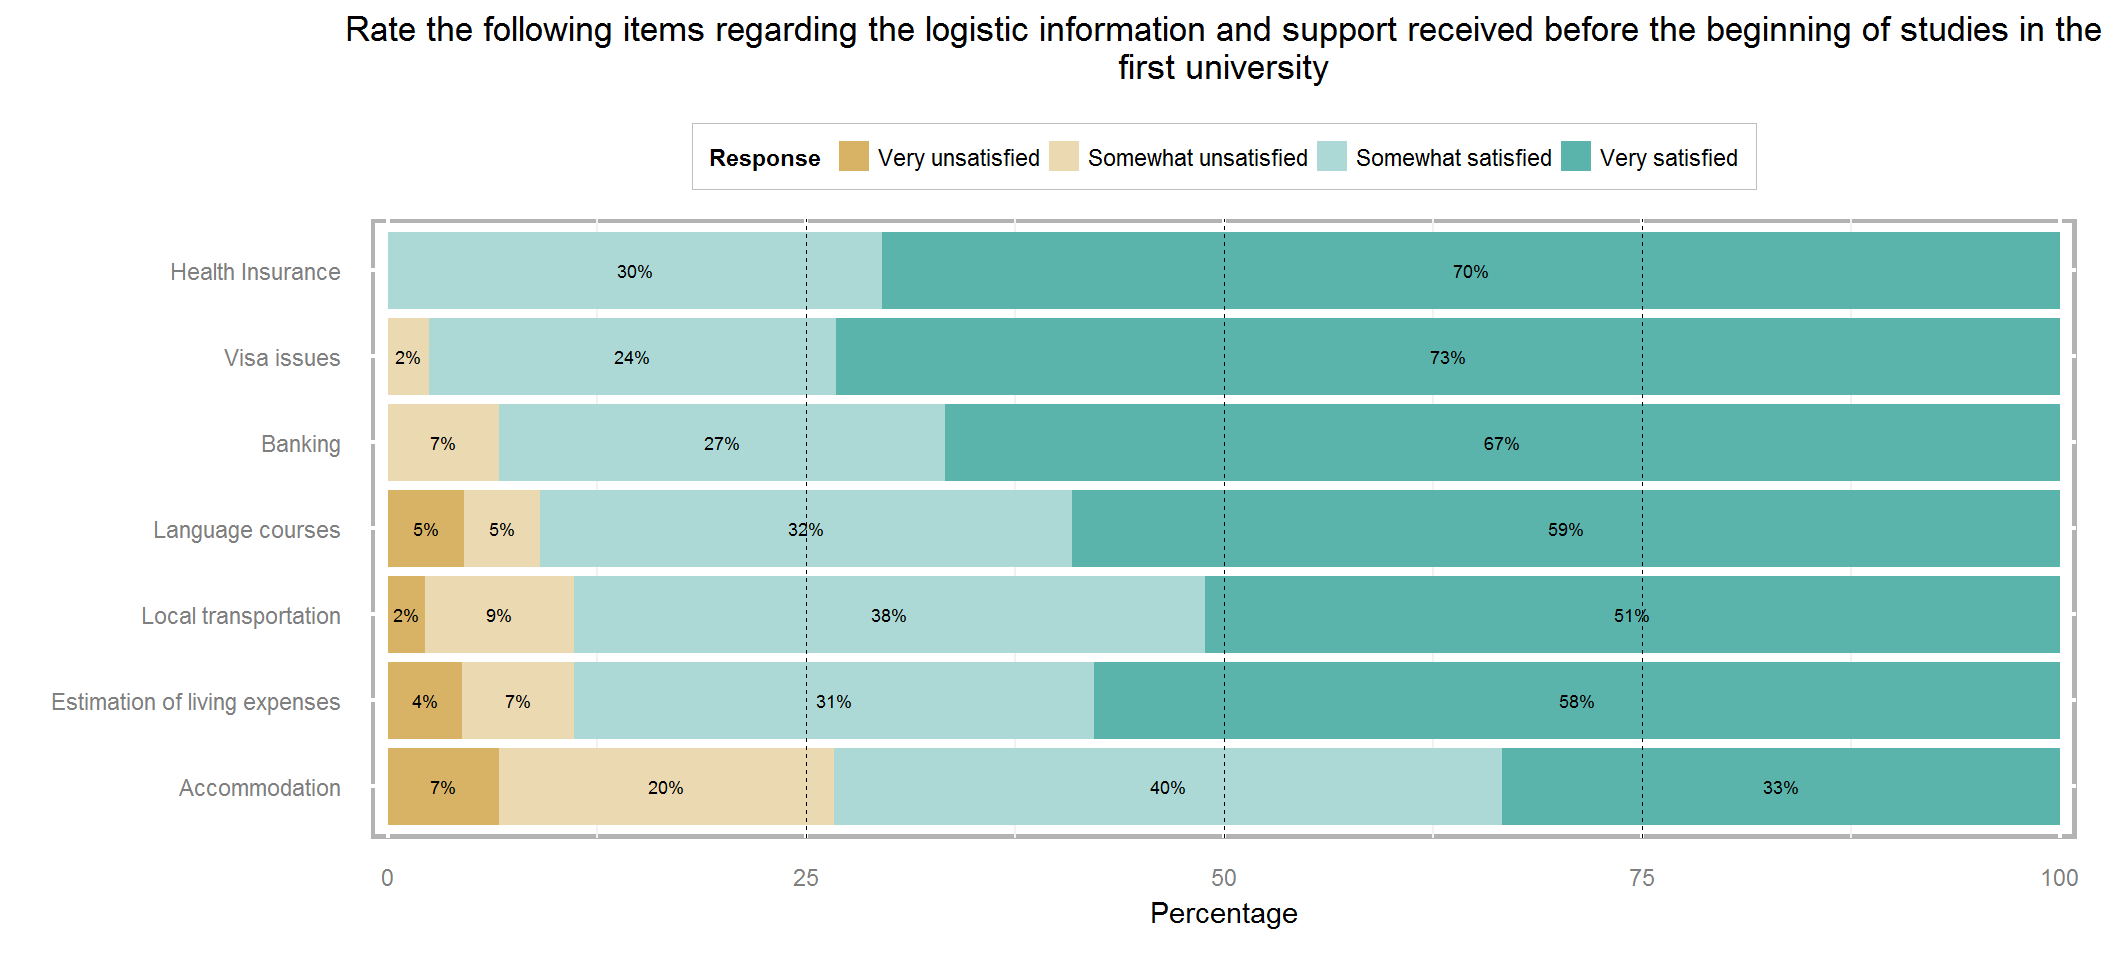 Rate the following items regarding the logistic information and support received before the beginning of studies in the
first university
Response Very unsatisfied Somewhat unsatisfied Somewhat satisfied Very satisfied
Health Insurance 30% 70%
Visa issues 2% 24% 73%
Banking 7% 27% 67%
Language courses 5% 5% 32% 59%
Local transportation 2% 9% 38% 51%
Estimation of living expenses 4% 7% 31% 58%
Accommodation 7% 20% 40% 33%
0 25 50 75 100
Percentage